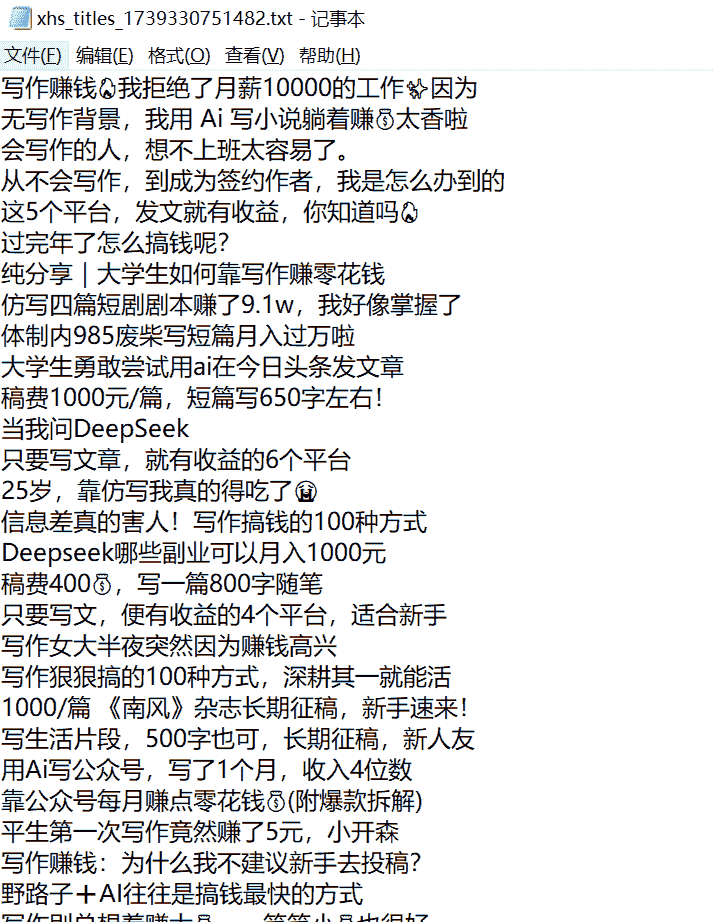 xhs_titles_1739330751482.txt - 记事本
文件(F) 编辑(E) 格式(O) 查看(V) 帮助(H)
写作赚钱🔥我拒绝了月薪10000的工作✨因为
无写作背景，我用 Ai 写小说躺着赚💰太香啦
会写作的人，想不上班太容易了。
从不会写作，到成为签约作者，我是怎么办到的
这5个平台，发文就有收益，你知道吗🔥
过完年了怎么搞钱呢？
纯分享｜大学生如何靠写作赚零花钱
仿写四篇短剧剧本赚了9.1w，我好像掌握了
体制内985废柴写短篇月入过万啦
大学生勇敢尝试用ai在今日头条发文章
稿费1000元/篇，短篇写650字左右！
当我问DeepSeek
只要写文章，就有收益的6个平台
25岁，靠仿写我真的得吃了😭
信息差真的害人！写作搞钱的100种方式
Deepseek哪些副业可以月入1000元
稿费400💰，写一篇800字随笔
只要写文，便有收益的4个平台，适合新手
写作女大半夜突然因为赚钱高兴
写作狠狠搞的100种方式，深耕其一就能活
1000/篇 《南风》杂志长期征稿，新手速来！
写生活片段，500字也可，长期征稿，新人友
用Ai写公众号，写了1个月，收入4位数
靠公众号每月赚点零花钱💰(附爆款拆解)
平生第一次写作竟然赚了5元，小开森
写作赚钱：为什么我不建议新手去投稿？
野路子➕AI往往是搞钱最快的方式